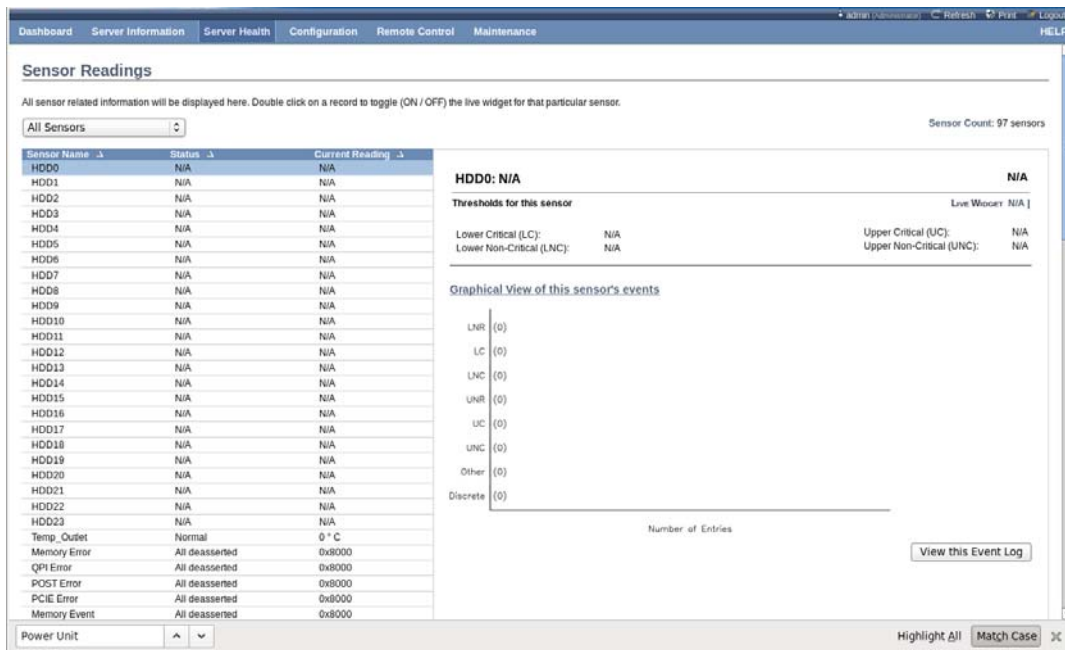 admin (Administrator) Refresh Print Logout
Dashboard Server Information Server Health Configuration Remote Control Maintenance HELP
Sensor Readings
All sensor related information will be displayed here. Double click on a record to toggle (ON / OFF) the live widget for that particular sensor.
All Sensors
Sensor Count: 97 sensors
Sensor Name Status Current Reading
HDD0 N/A N/A
HDD1 N/A N/A
HDD2 N/A N/A
HDD3 N/A N/A
HDD4 N/A N/A
HDD5 N/A N/A
HDD6 N/A N/A
HDD7 N/A N/A
HDD8 N/A N/A
HDD9 N/A N/A
HDD10 N/A N/A
HDD11 N/A N/A
HDD12 N/A N/A
HDD13 N/A N/A
HDD14 N/A N/A
HDD15 N/A N/A
HDD16 N/A N/A
HDD17 N/A N/A
HDD18 N/A N/A
HDD19 N/A N/A
HDD20 N/A N/A
HDD21 N/A N/A
HDD22 N/A N/A
HDD23 N/A N/A
Temp_Outlet Normal 0 ° C
Memory Error All deasserted 0x8000
QPI Error All deasserted 0x8000
POST Error All deasserted 0x8000
PCIE Error All deasserted 0x8000
Memory Event All deasserted 0x8000
HDD0: N/A N/A
Thresholds for this sensor Live Widget N/A |
Lower Critical (LC): N/A Upper Critical (UC): N/A
Lower Non-Critical (LNC): N/A Upper Non-Critical (UNC): N/A
Graphical View of this sensor's events
LNR (0)
LC (0)
LNC (0)
UNR (0)
UC (0)
UNC (0)
Other (0)
Discrete (0)
Number of Entries
View this Event Log
Power Unit Highlight All Match Case